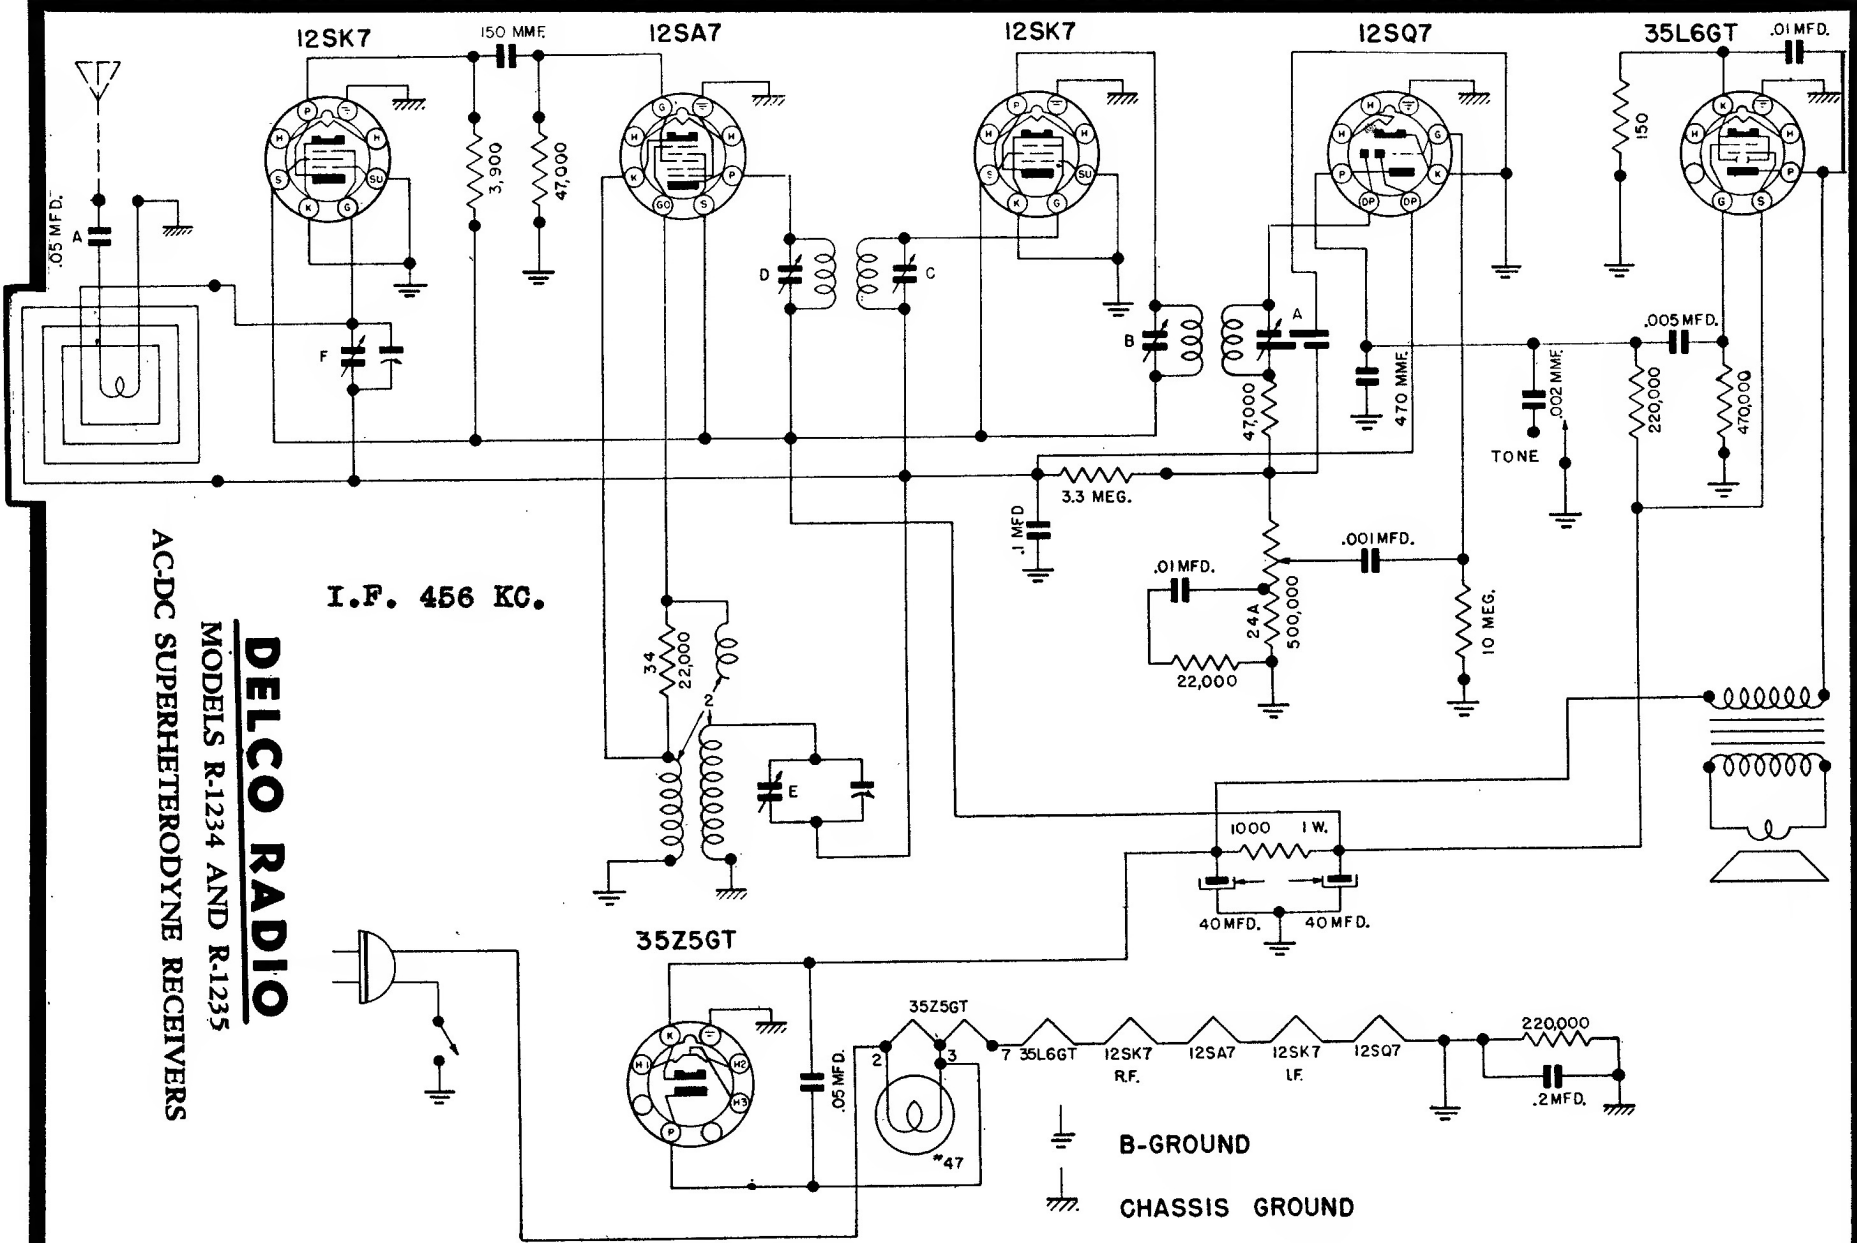 12SK7
150 MMF.
12SA7
12SK7
12SQ7
35L6GT
.01 MFD.
P
H
H
S
SU
K
G
3,900
47,000
G
H
H
K
P
GO
S
P
H
H
S
SU
K
G
H
H
G
P
K
DP
DP
150
K
H
H
P
G
S
.05 MFD.
A
F
D
C
B
A
47,000
470 MMF.
.002 MMF.
TONE
220,000
.005 MFD.
470,000
3.3 MEG.
.1 MFD
.001 MFD.
.01 MFD.
24A
500,000
22,000
10 MEG.
I.F. 456 KC.
34
22,000
2
E
DELCO RADIO
MODELS R-1234 AND R-1235
AC-DC SUPERHETERODYNE RECEIVERS
1000 1 W.
40 MFD. 40 MFD.
35Z5GT
K
H1
H2
H3
P
.05 MFD.
35Z5GT
2
3
7
35L6GT
12SK7
R.F.
12SA7
12SK7
I.F.
12SQ7
220,000
.2 MFD.
#47
B-GROUND
CHASSIS GROUND